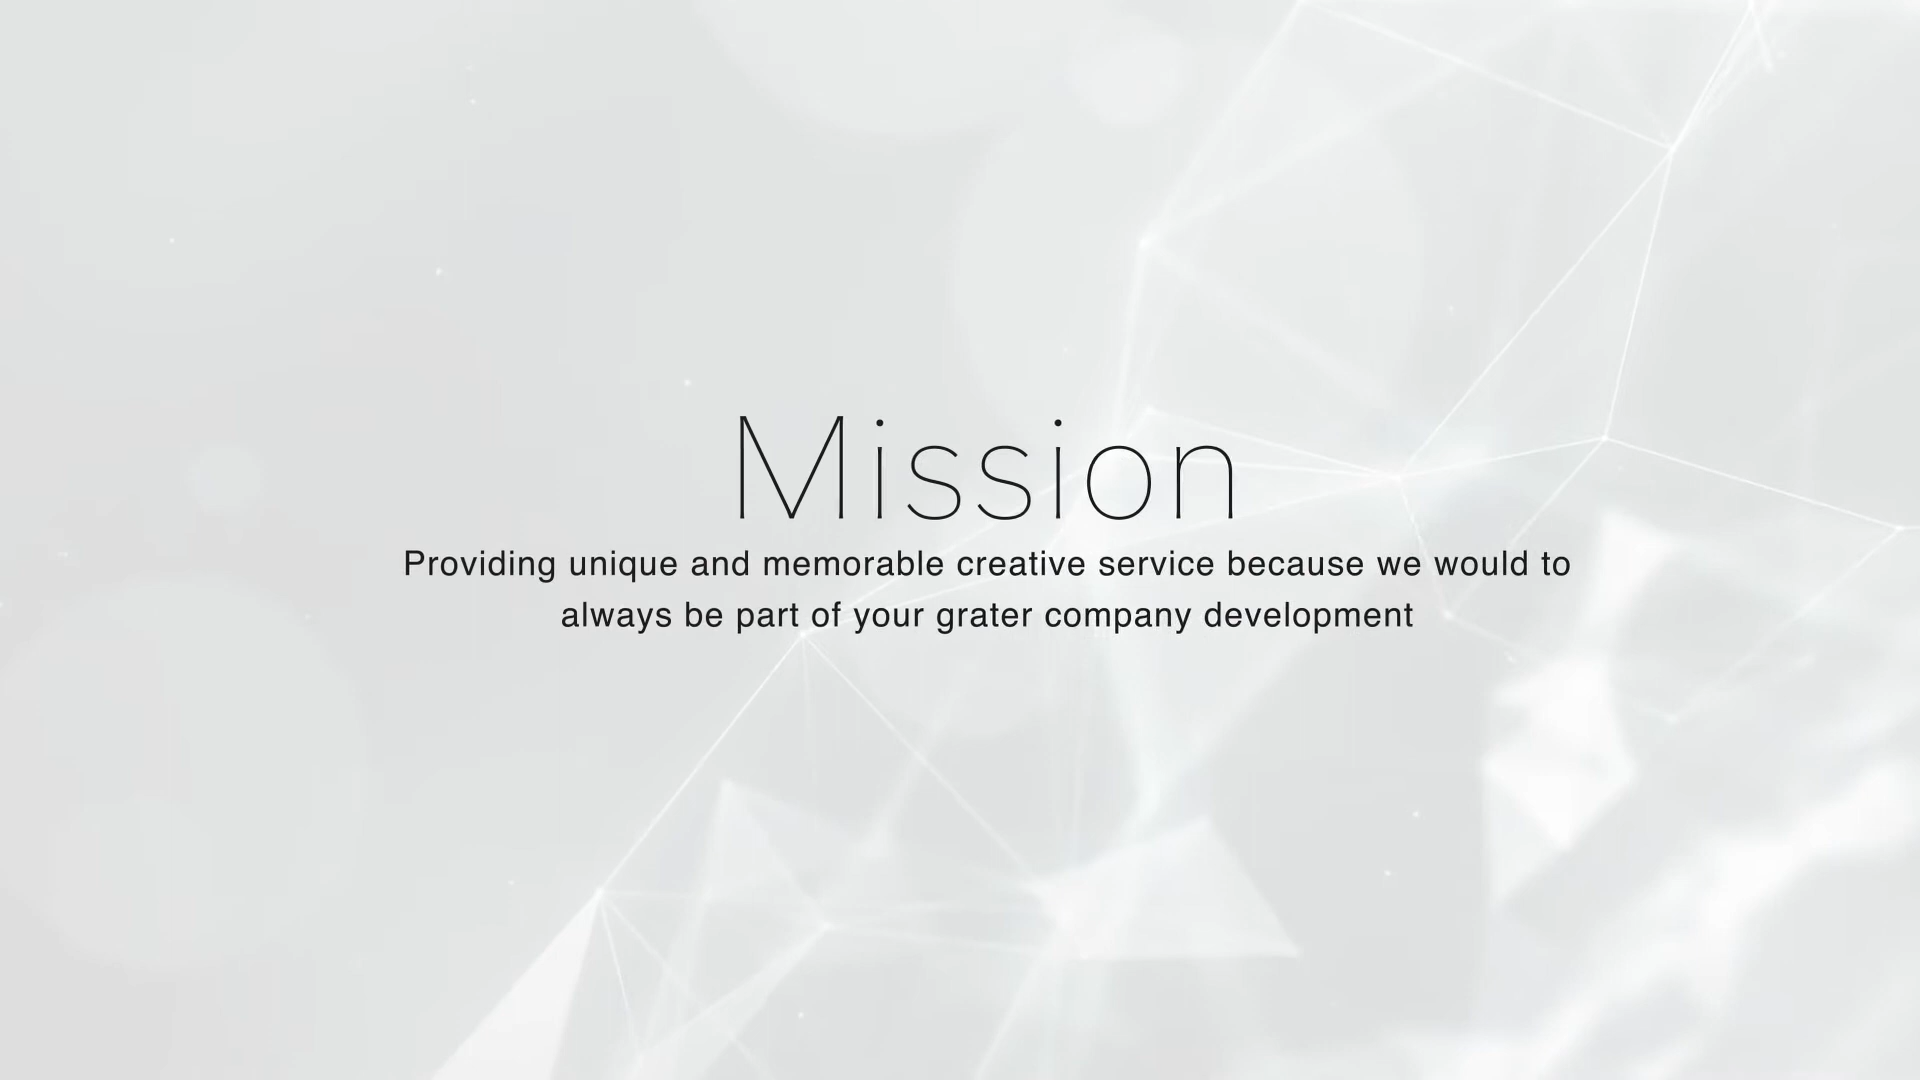 Mission
Providing unique and memorable creative service because we would to
always be part of your grater company development